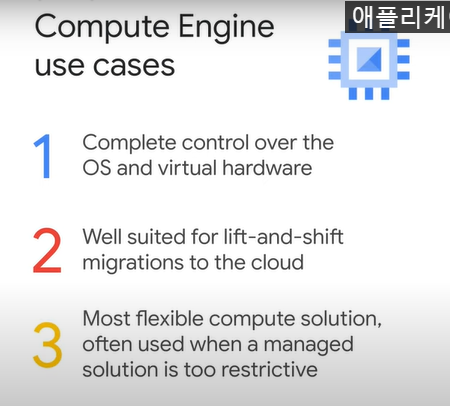 애플리케
Compute Engine
use cases
1
Complete control over the
OS and virtual hardware
2
Well suited for lift-and-shift
migrations to the cloud
3
Most flexible compute solution,
often used when a managed
solution is too restrictive